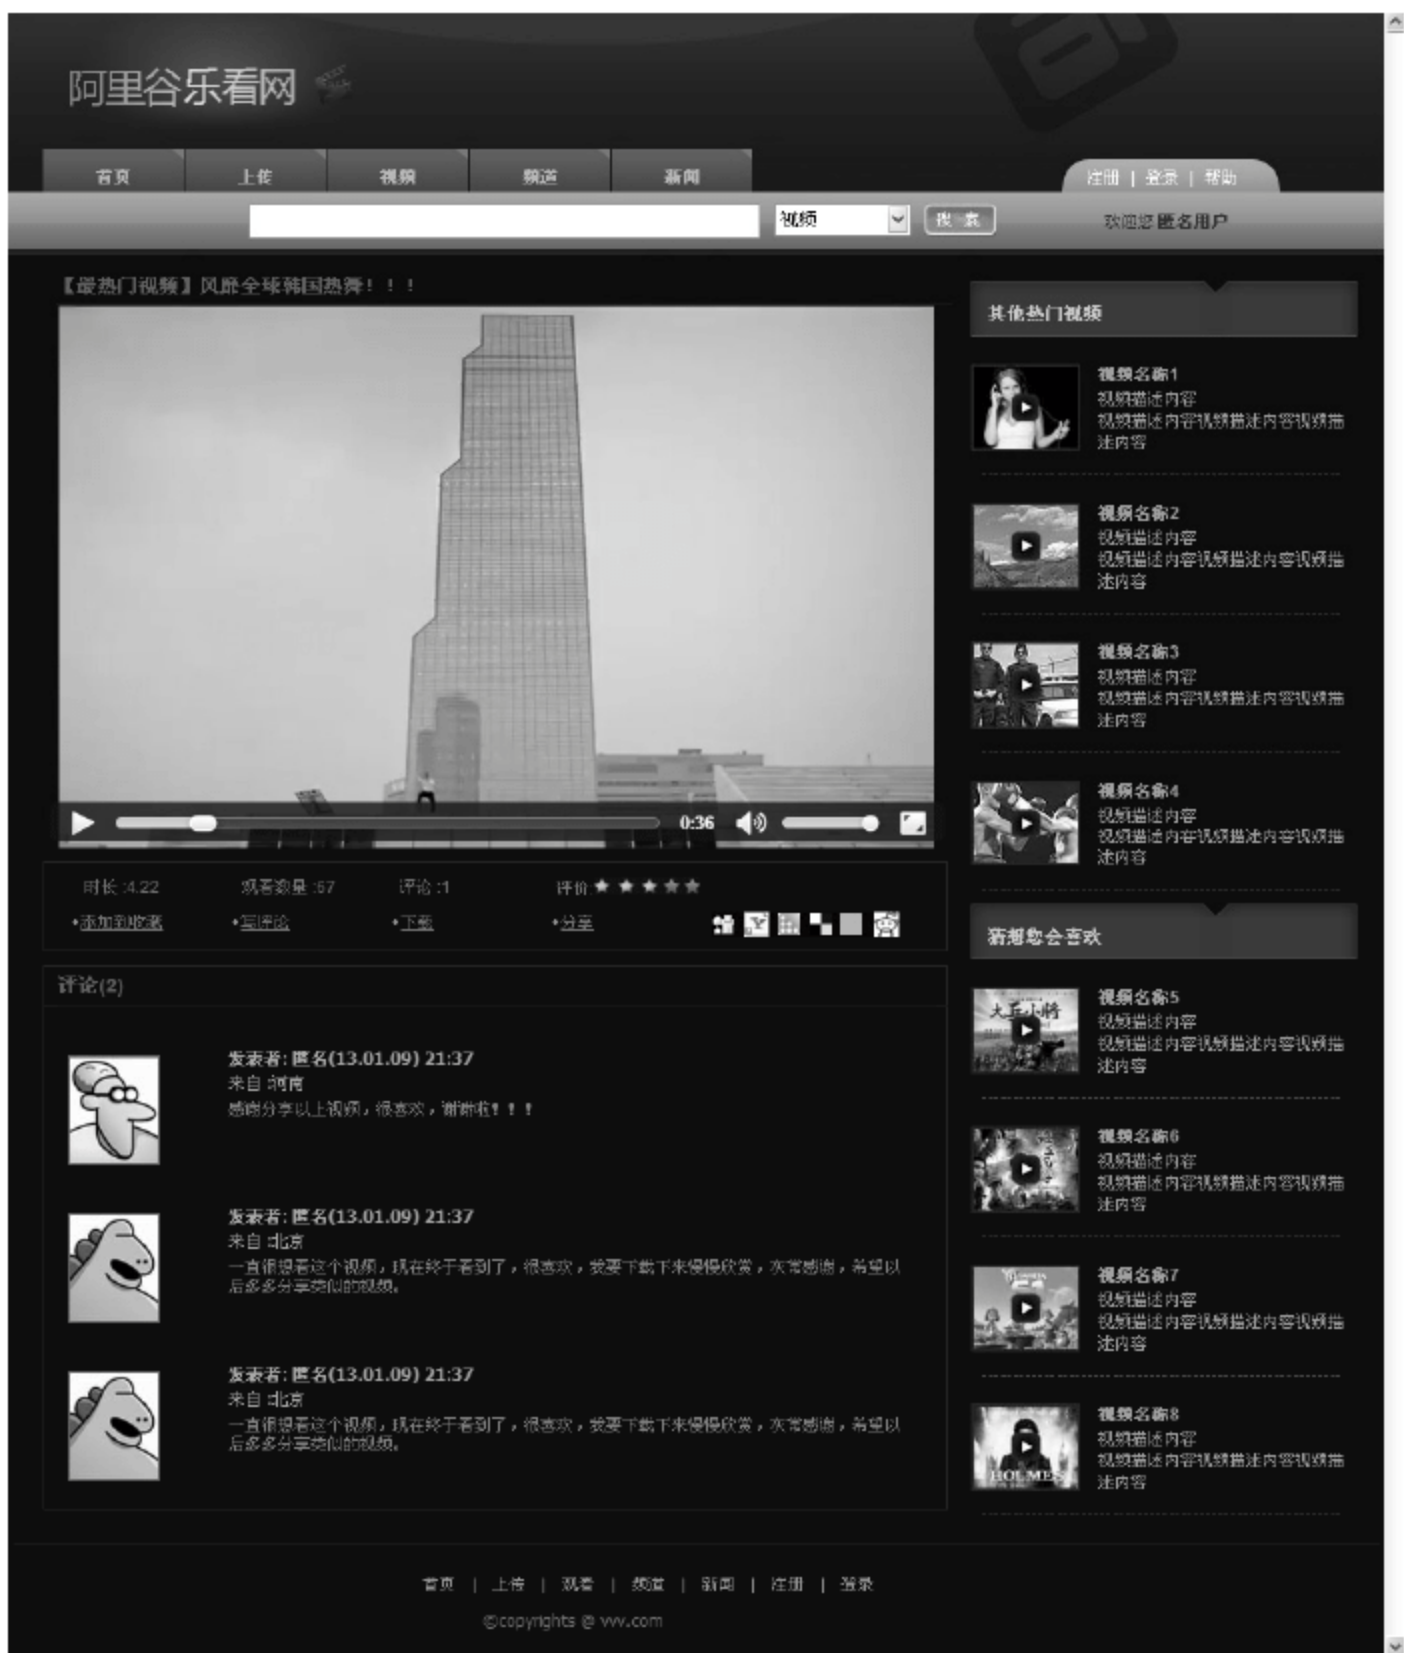 阿里谷乐看网
首页 上传 视频 频道 新闻
注册 | 登录 | 帮助
视频 搜 索 欢迎您 匿名用户
【最热门视频】风靡全球韩国热舞！！！
0:36
时长 :4.22 观看数量 :67 评论 :1 评价
•添加到收藏 •写评论 •下载 •分享
评论(2)
发表者: 匿名(13.01.09) 21:37
来自 :河南
感谢分享以上视频，很喜欢，谢谢啦！！！
发表者: 匿名(13.01.09) 21:37
来自 :北京
一直很想看这个视频，现在终于看到了，很喜欢，我要下载下来慢慢欣赏，非常感谢，希望以
后多多分享类似的视频。
发表者: 匿名(13.01.09) 21:37
来自 :北京
一直很想看这个视频，现在终于看到了，很喜欢，我要下载下来慢慢欣赏，非常感谢，希望以
后多多分享类似的视频。
其他热门视频
视频名称1
视频描述内容
视频描述内容视频描述内容视频描
述内容
视频名称2
视频描述内容
视频描述内容视频描述内容视频描
述内容
视频名称3
视频描述内容
视频描述内容视频描述内容视频描
述内容
视频名称4
视频描述内容
视频描述内容视频描述内容视频描
述内容
猜想您会喜欢
大兵小将
视频名称5
视频描述内容
视频描述内容视频描述内容视频描
述内容
视频名称6
视频描述内容
视频描述内容视频描述内容视频描
述内容
视频名称7
视频描述内容
视频描述内容视频描述内容视频描
述内容
HOLMES
视频名称8
视频描述内容
视频描述内容视频描述内容视频描
述内容
首页 | 上传 | 观看 | 频道 | 新闻 | 注册 | 登录
©copyrights @ vvv.com